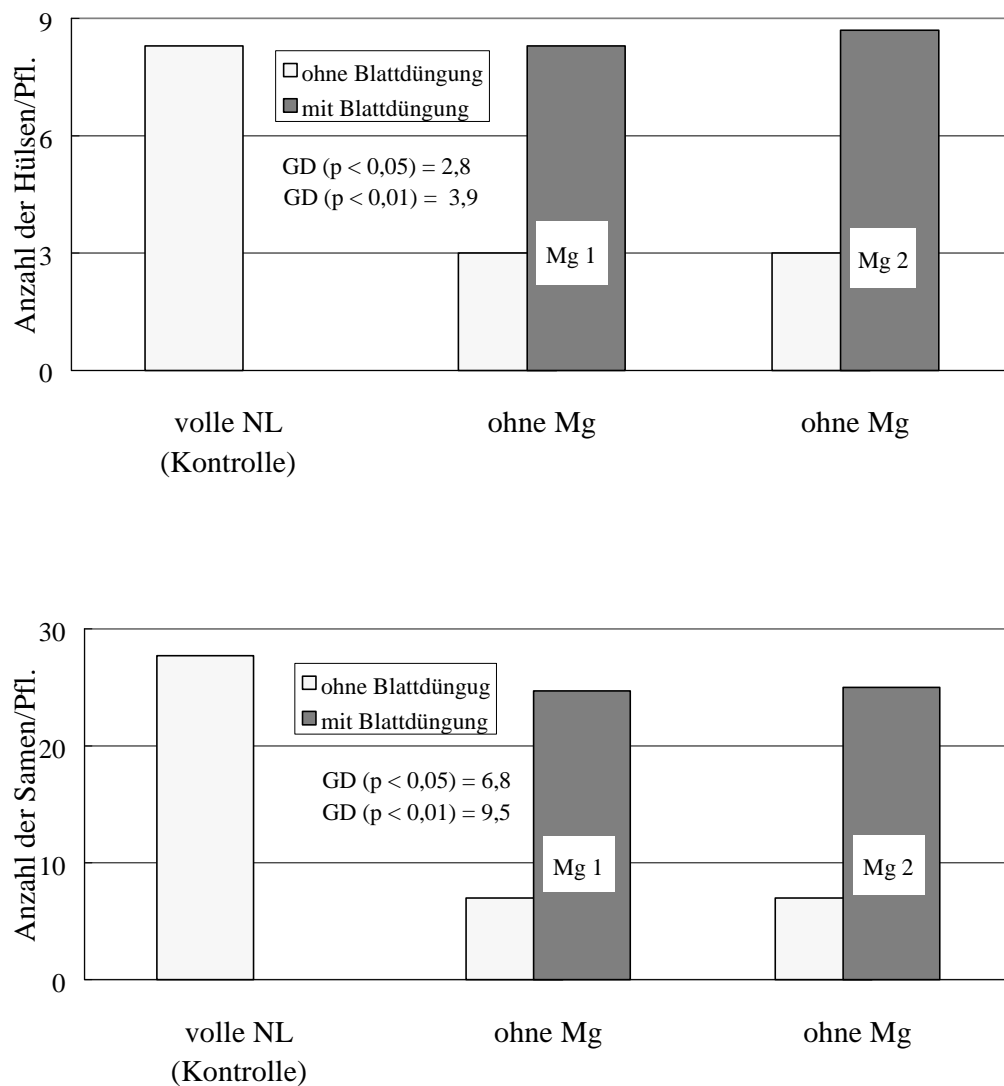 9
6
3
0
Anzahl der Hülsen/Pfl.
ohne Blattdüngung
mit Blattdüngung
GD (p < 0,05) = 2,8
GD (p < 0,01) = 3,9
Mg 1
Mg 2
volle NL
(Kontrolle)
ohne Mg
ohne Mg
30
20
10
0
Anzahl der Samen/Pfl.
ohne Blattdüngug
mit Blattdüngung
GD (p < 0,05) = 6,8
GD (p < 0,01) = 9,5
Mg 1
Mg 2
volle NL
(Kontrolle)
ohne Mg
ohne Mg